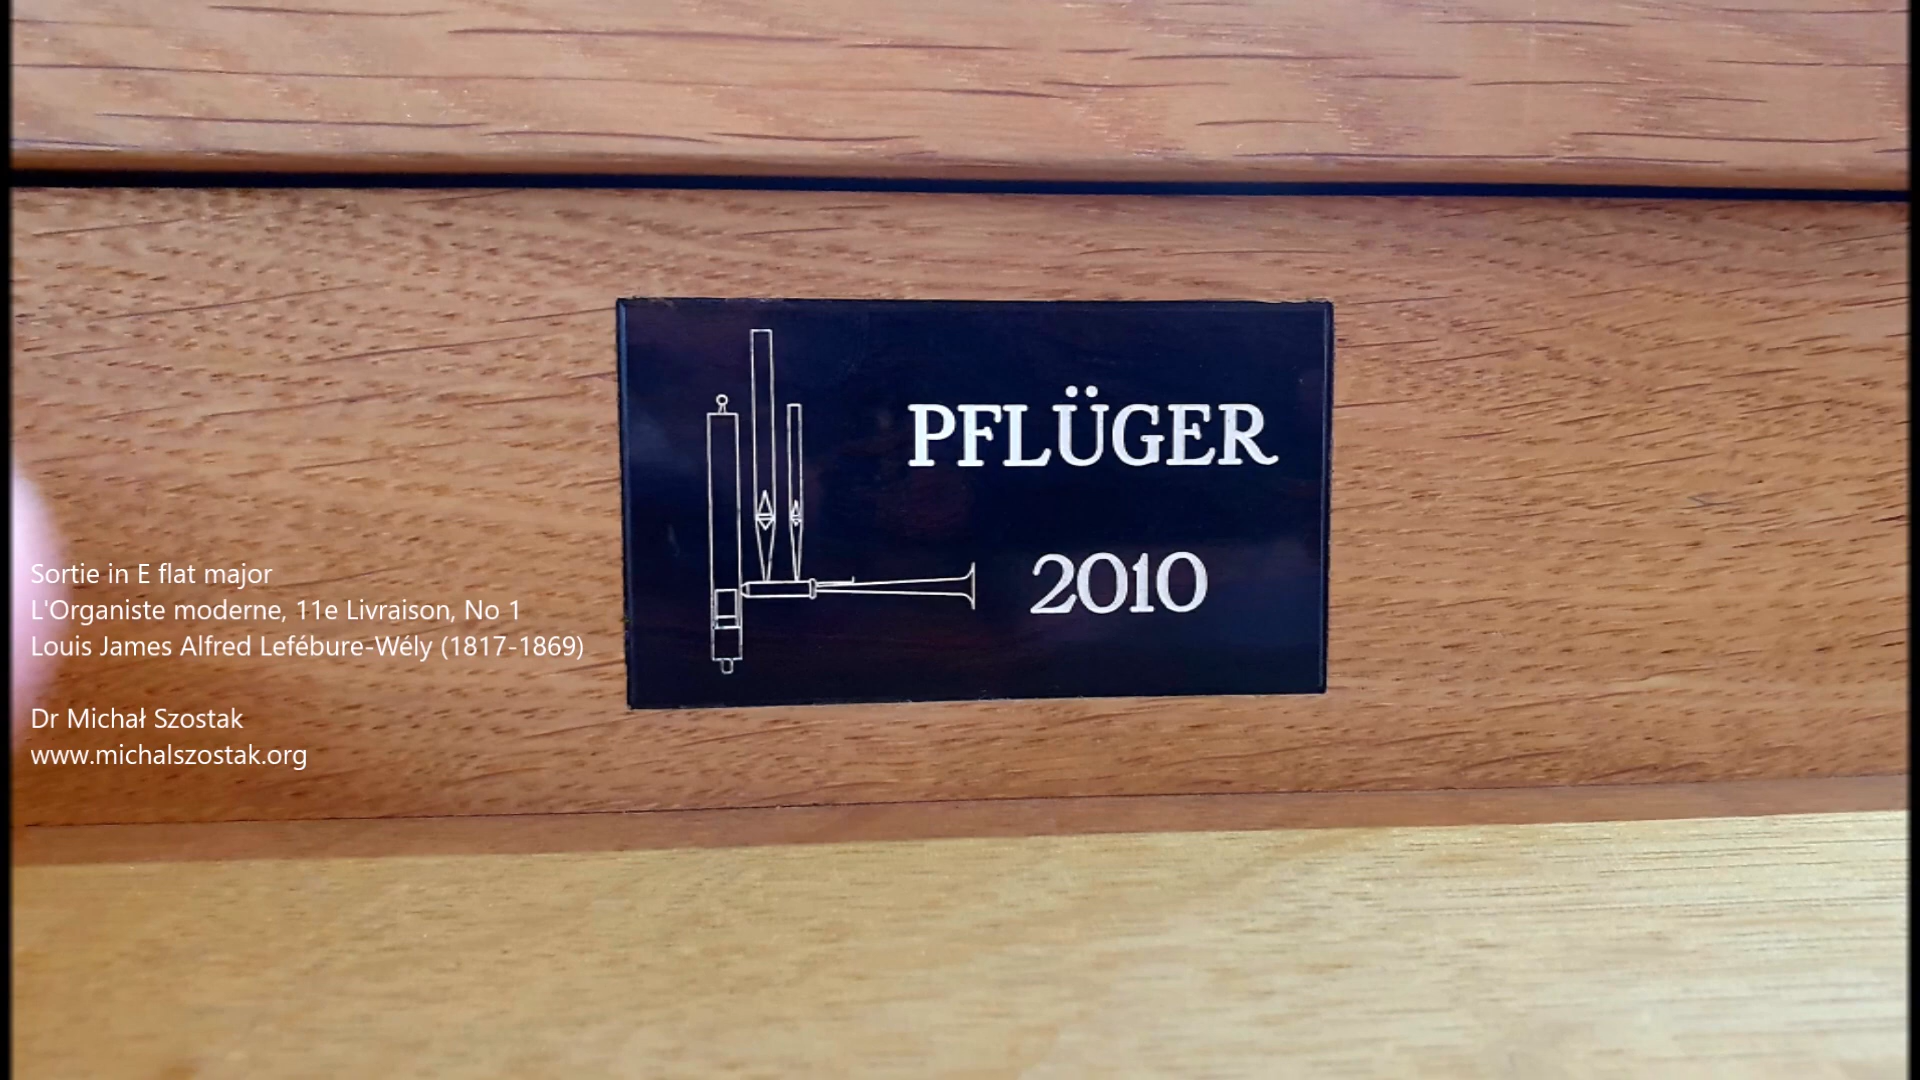 PFLÜGER
2010
Sortie in E flat major
L'Organiste moderne, 11e Livraison, No 1
Louis James Alfred Lefébure-Wély (1817-1869)
Dr Michał Szostak
www.michalszostak.org